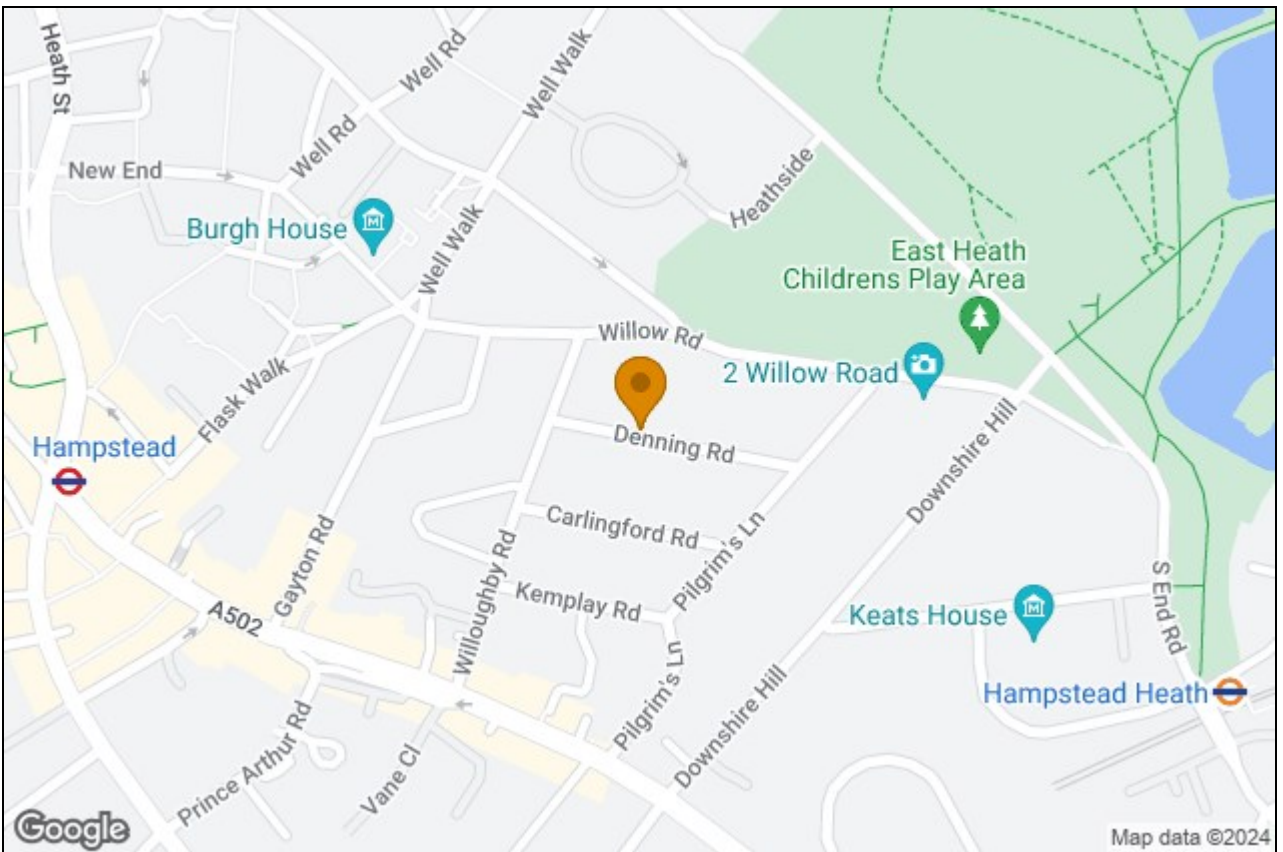 Heath St
Well Rd
Well Walk
Well Rd
New End
Heathside
Burgh House
Well Walk
East Heath
Childrens Play Area
Willow Rd
2 Willow Road
Flask Walk
Hampstead
Denning Rd
Downshire Hill
Carlingford Rd
Pilgrim's Ln
Gayton Rd
Willoughby Rd
Kemplay Rd
A502
Keats House
S End Rd
Pilgrim's Ln
Downshire Hill
Hampstead Heath
Prince Arthur Rd
Vane Cl
Google
Map data ©2024